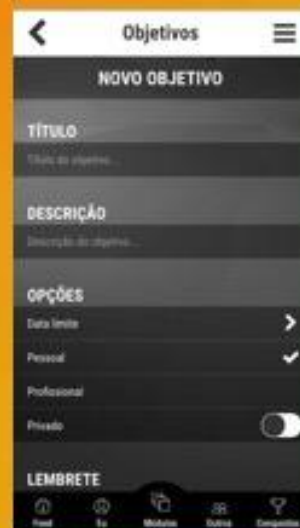 Objetivos
NOVO OBJETIVO
TÍTULO
Título do objetivo...
DESCRIÇÃO
Descrição do objetivo...
OPÇÕES
Data limite
Pessoal
Profissional
Privado
LEMBRETE
Feed Eu Módulos Outros